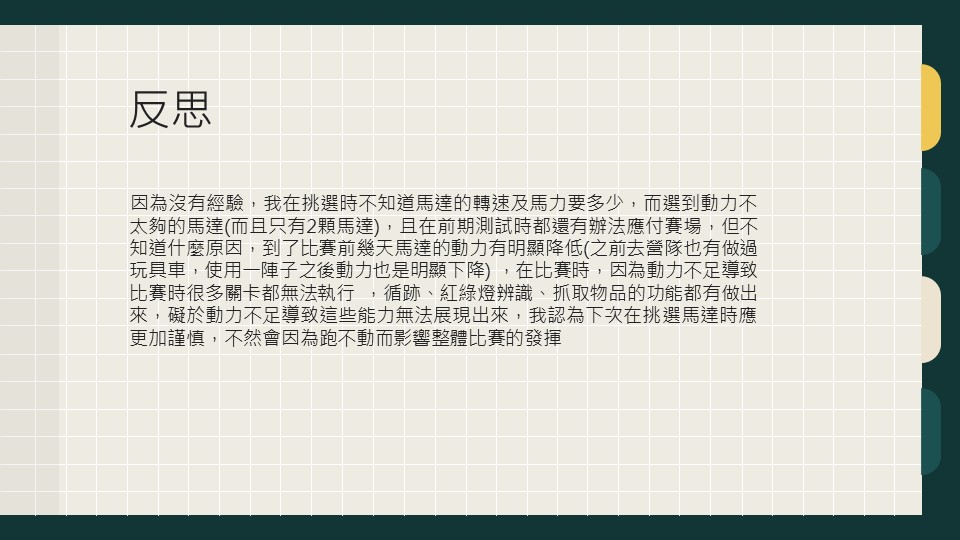 反思
因為沒有經驗，我在挑選時不知道馬達的轉速及馬力要多少，而選到動力不
太夠的馬達(而且只有2顆馬達)，且在前期測試時都還有辦法應付賽場，但不
知道什麼原因，到了比賽前幾天馬達的動力有明顯降低(之前去營隊也有做過
玩具車，使用一陣子之後動力也是明顯下降) ，在比賽時，因為動力不足導致
比賽時很多關卡都無法執行 ，循跡、紅綠燈辨識、抓取物品的功能都有做出
來，礙於動力不足導致這些能力無法展現出來，我認為下次在挑選馬達時應
更加謹慎，不然會因為跑不動而影響整體比賽的發揮